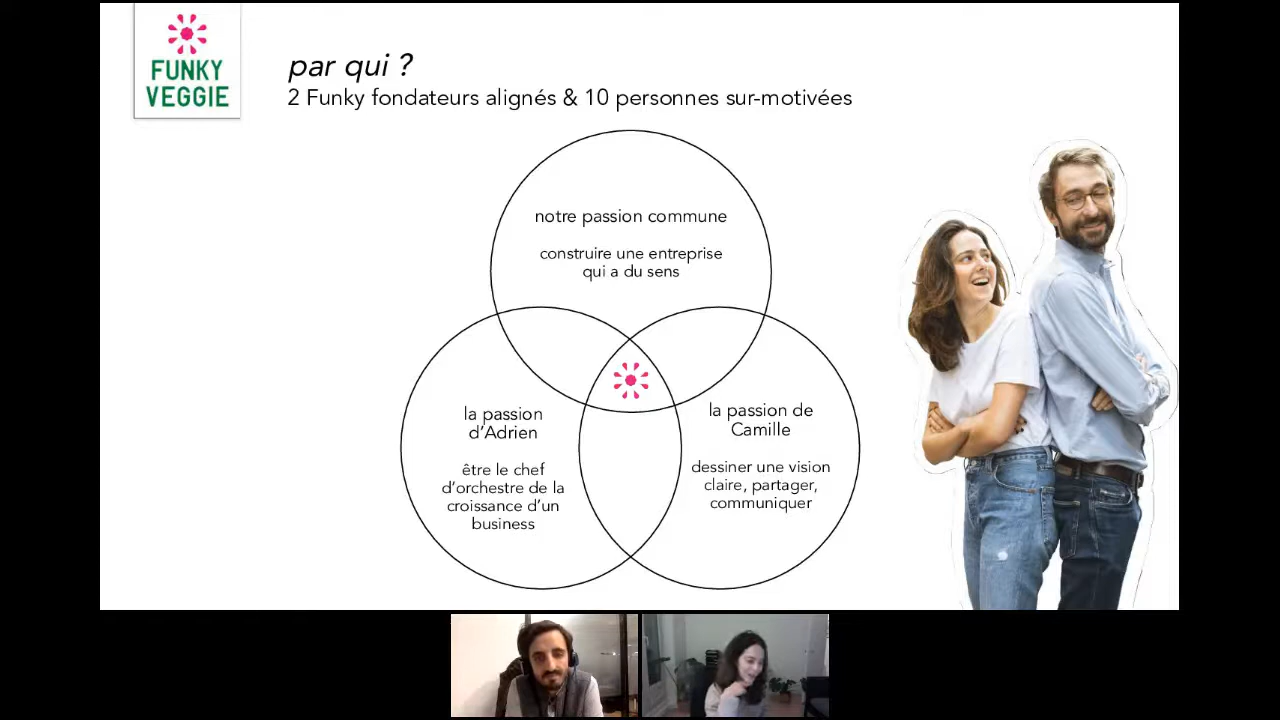 FUNKY
VEGGIE
par qui ?
2 Funky fondateurs alignés & 10 personnes sur-motivées
notre passion commune
construire une entreprise
qui a du sens
la passion
d’Adrien
être le chef
d’orchestre de la
croissance d’un
business
la passion de
Camille
dessiner une vision
claire, partager,
communiquer